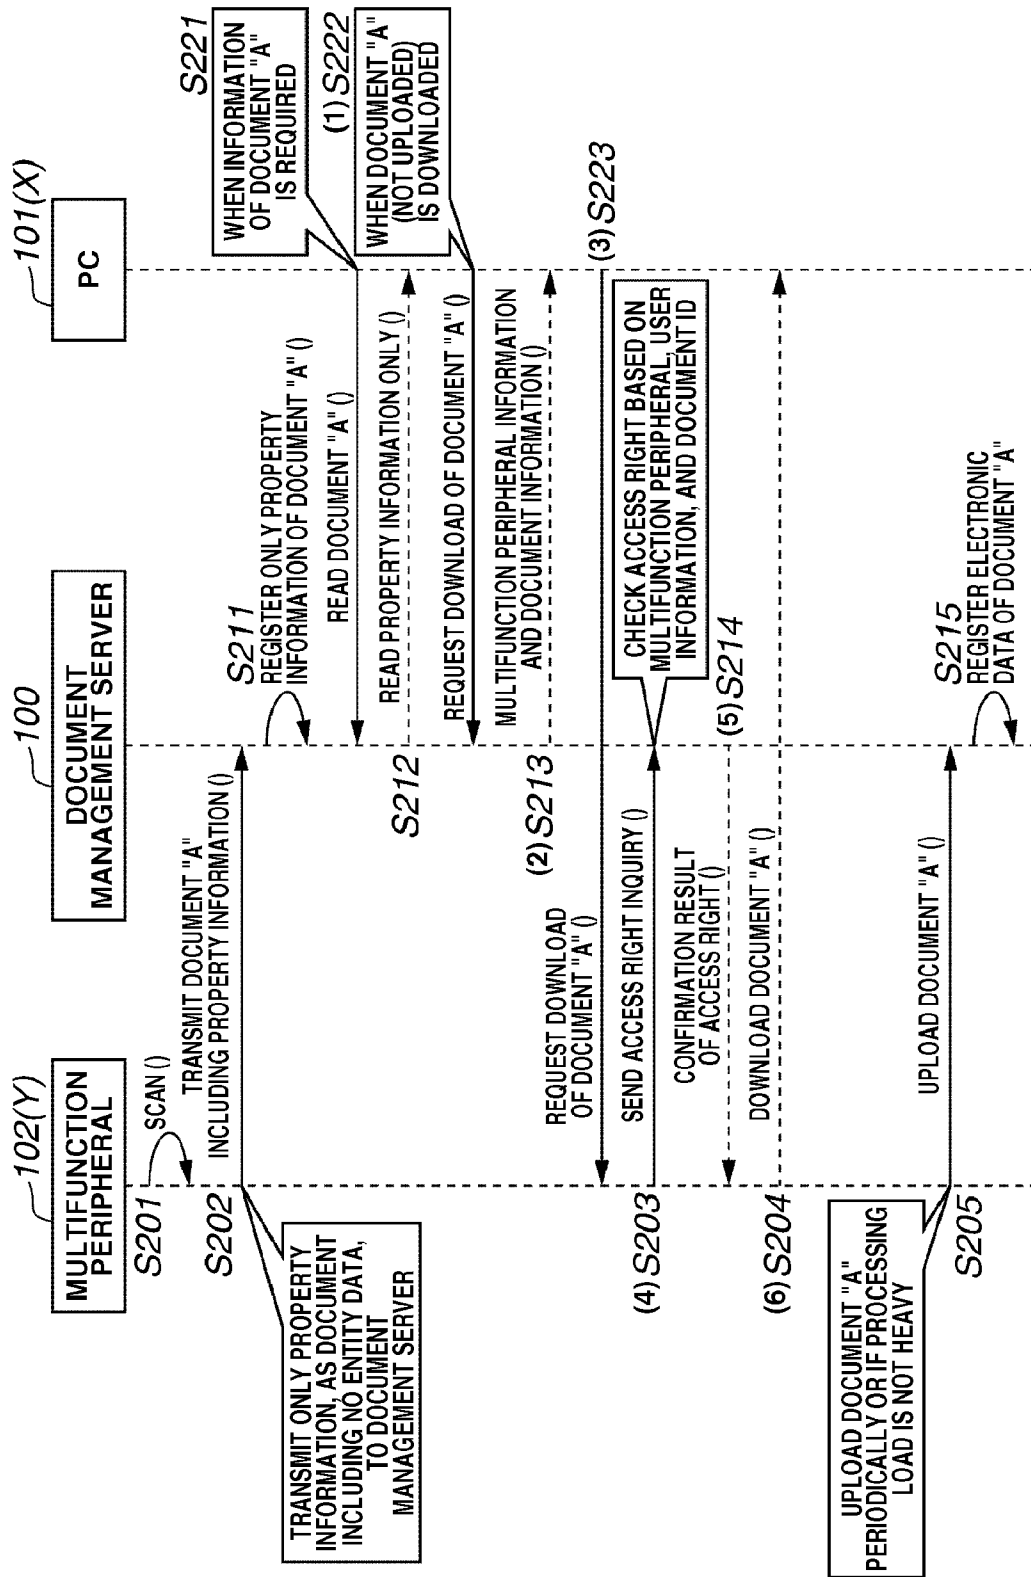 102(Y)
MULTIFUNCTION
PERIPHERAL
100
DOCUMENT
MANAGEMENT SERVER
101(X)
PC
S201
SCAN ()
S202
TRANSMIT DOCUMENT "A"
INCLUDING PROPERTY INFORMATION ()
TRANSMIT ONLY PROPERTY
INFORMATION, AS DOCUMENT
INCLUDING NO ENTITY DATA,
TO DOCUMENT
MANAGEMENT SERVER
S211
REGISTER ONLY PROPERTY
INFORMATION OF DOCUMENT "A" ()
S221
WHEN INFORMATION
OF DOCUMENT "A"
IS REQUIRED
READ DOCUMENT "A" ()
S212
READ PROPERTY INFORMATION ONLY ()
(1) S222
WHEN DOCUMENT "A"
(NOT UPLOADED)
IS DOWNLOADED
REQUEST DOWNLOAD OF DOCUMENT "A" ()
(2) S213
MULTIFUNCTION PERIPHERAL INFORMATION
AND DOCUMENT INFORMATION ()
(3) S223
REQUEST DOWNLOAD
OF DOCUMENT "A" ()
(4) S203
SEND ACCESS RIGHT INQUIRY ()
CHECK ACCESS RIGHT BASED ON
MULTIFUNCTION PERIPHERAL, USER
INFORMATION, AND DOCUMENT ID
(5) S214
CONFIRMATION RESULT
OF ACCESS RIGHT ()
(6) S204
DOWNLOAD DOCUMENT "A" ()
UPLOAD DOCUMENT "A"
PERIODICALLY OR IF PROCESSING
LOAD IS NOT HEAVY
S205
UPLOAD DOCUMENT "A" ()
S215
REGISTER ELECTRONIC
DATA OF DOCUMENT "A"